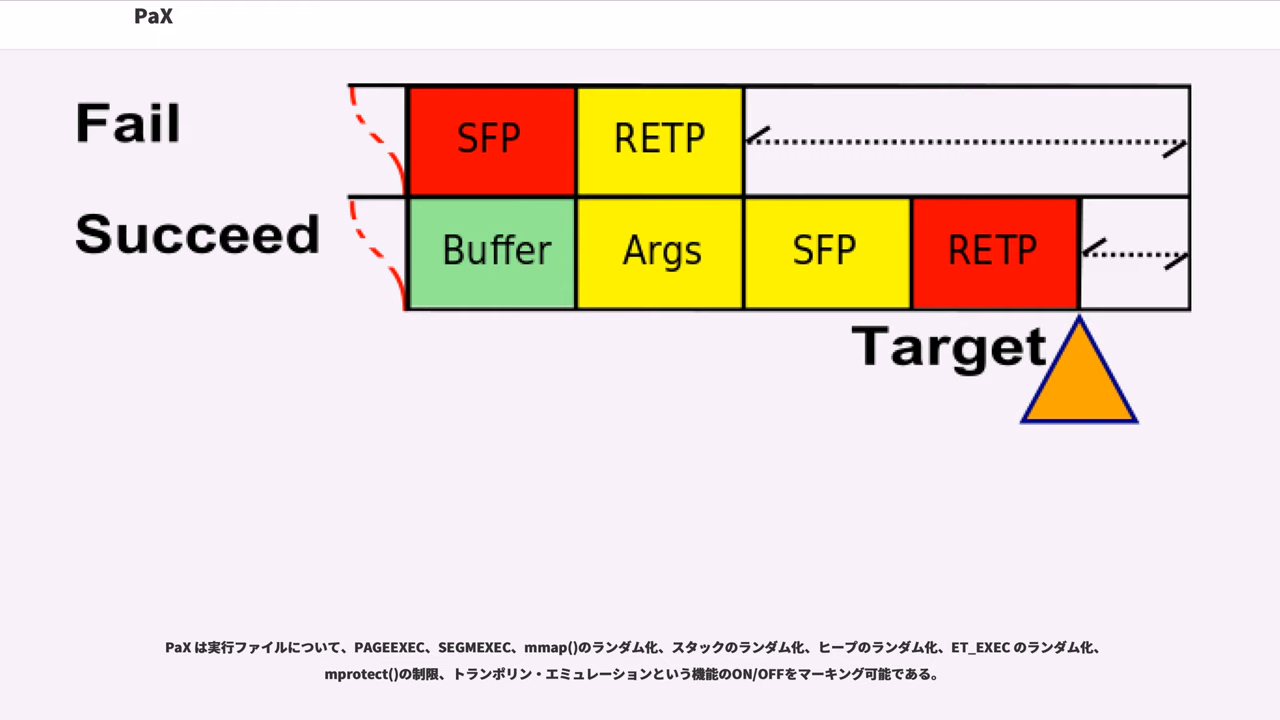 PaX
Fail
SFP RETP
Succeed
Buffer Args SFP RETP
Target
PaX は実行ファイルについて、PAGEEXEC、SEGMEXEC、mmap()のランダム化、スタックのランダム化、ヒープのランダム化、ET_EXEC のランダム化、
mprotect()の制限、トランポリン・エミュレーションという機能のON/OFFをマーキング可能である。